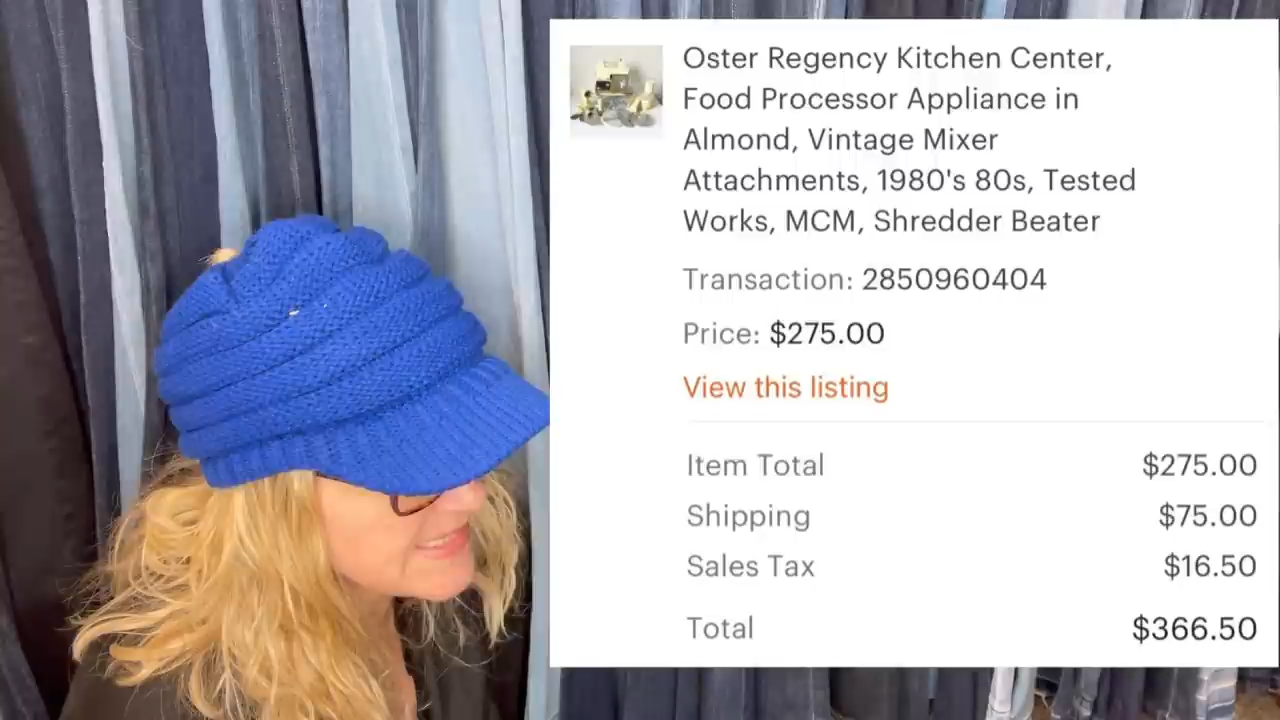 Oster Regency Kitchen Center,
Food Processor Appliance in
Almond, Vintage Mixer
Attachments, 1980's 80s, Tested
Works, MCM, Shredder Beater
Transaction: 2850960404
Price: $275.00
View this listing
Item Total $275.00
Shipping $75.00
Sales Tax $16.50
Total $366.50